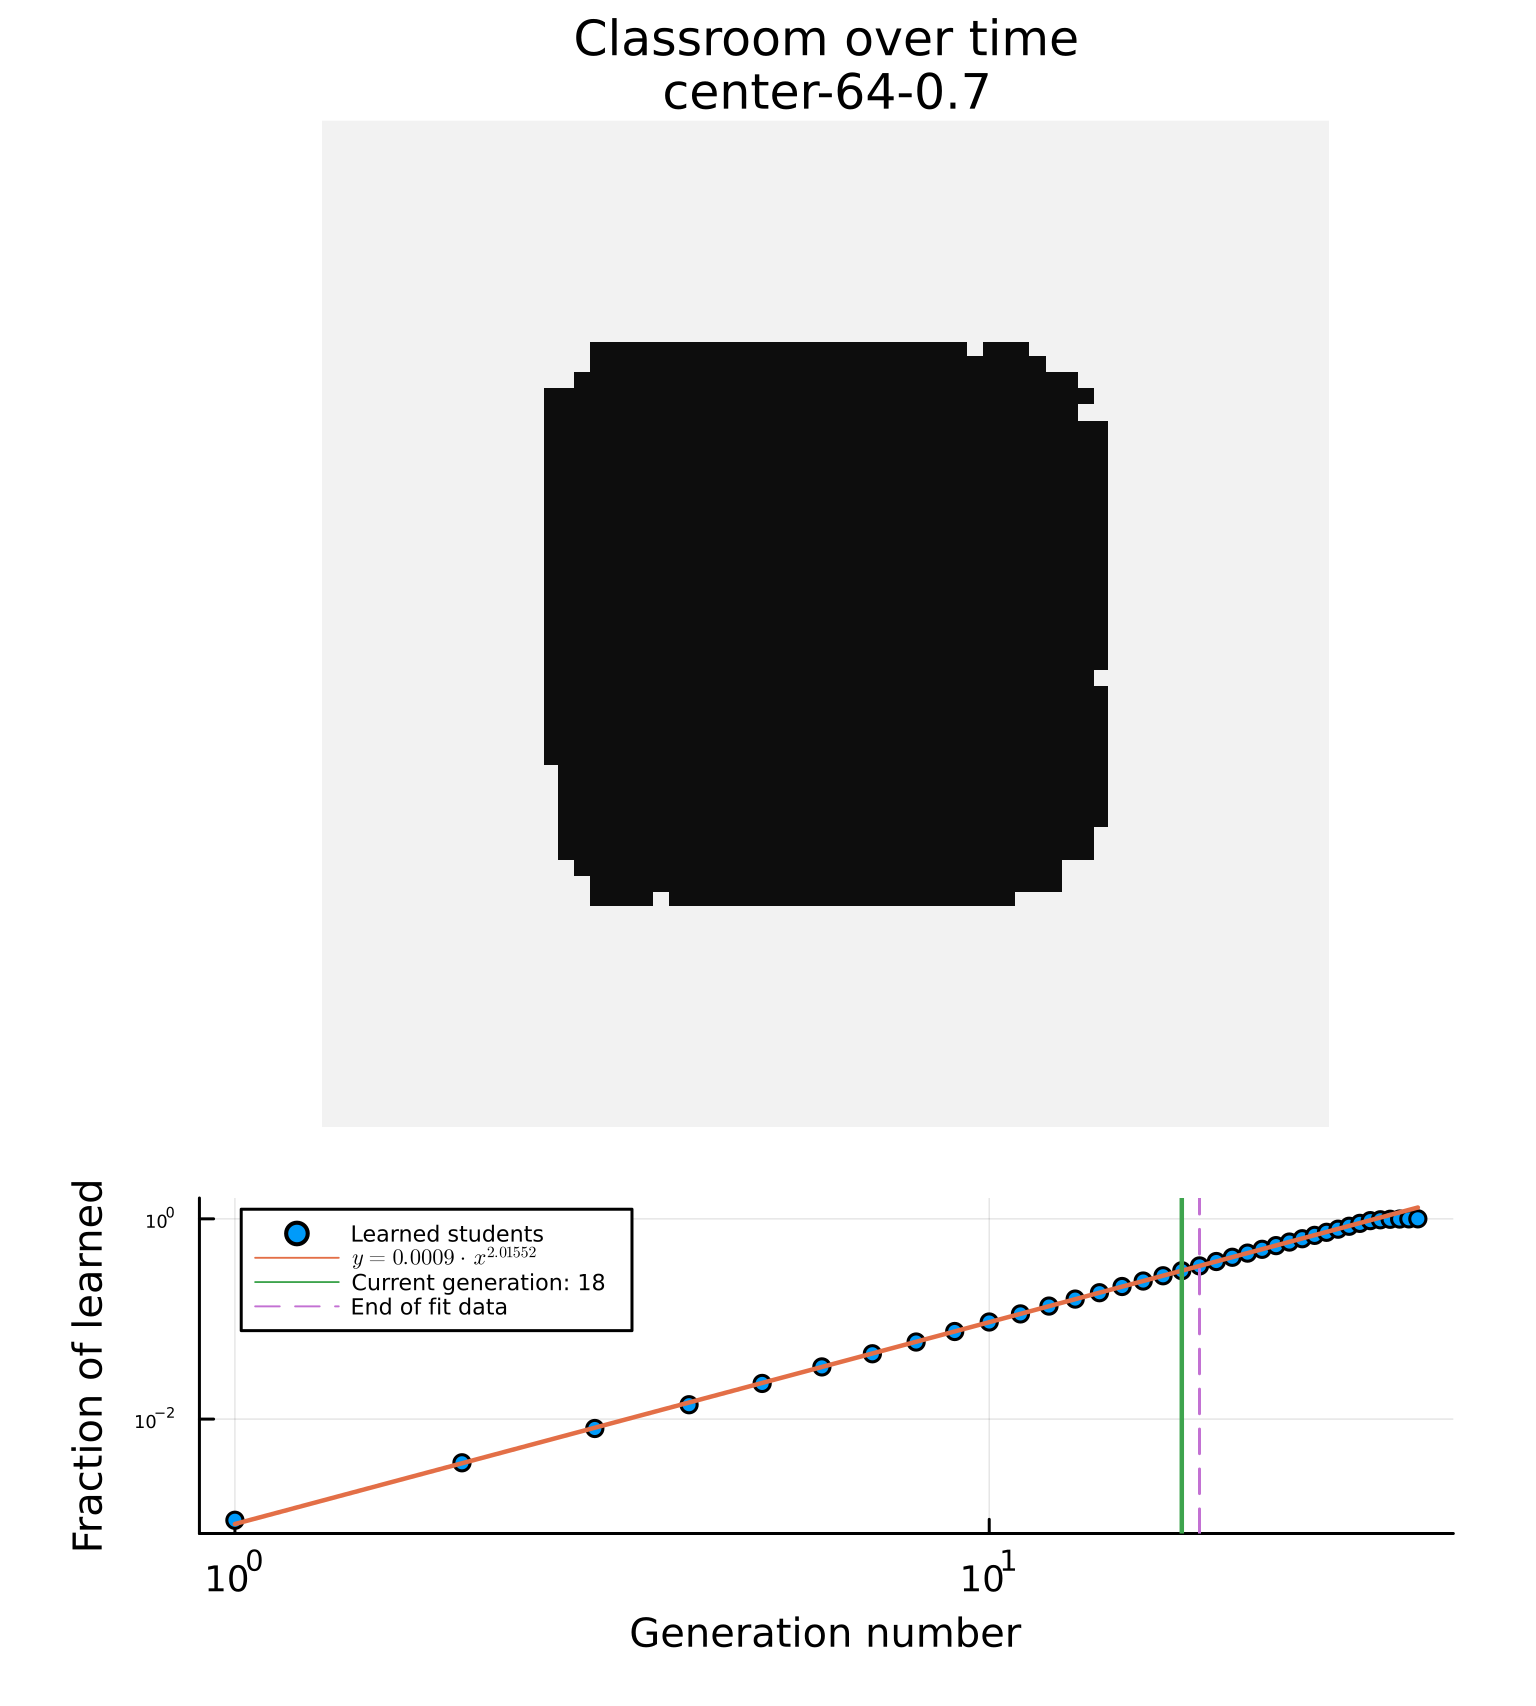 Classroom over time
center-64-0.7
Fraction of learned
10^0
10^−2
Learned students
y = 0.0009 · x^2.01552
Current generation: 18
End of fit data
10^0
10^1
Generation number